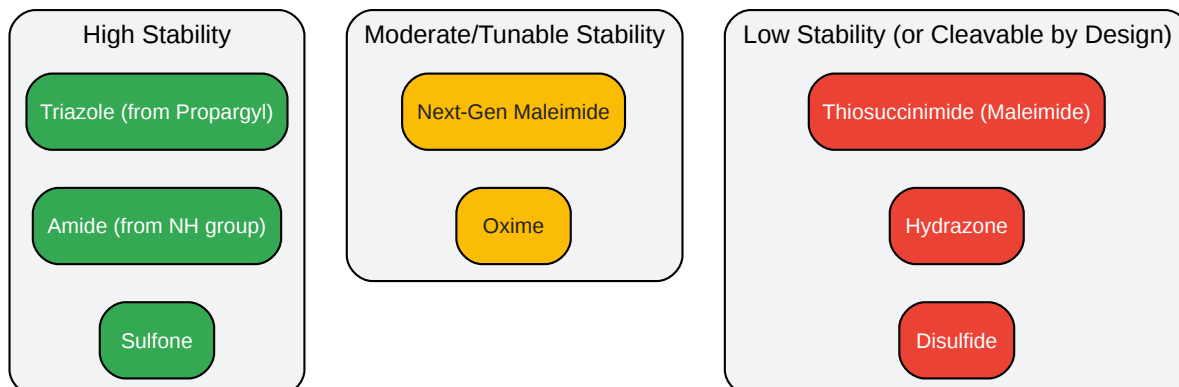 High Stability
Triazole (from Propargyl)
Amide (from NH group)
Sulfone
Moderate/Tunable Stability
Next-Gen Maleimide
Oxime
Low Stability (or Cleavable by Design)
Thiosuccinimide (Maleimide)
Hydrazone
Disulfide